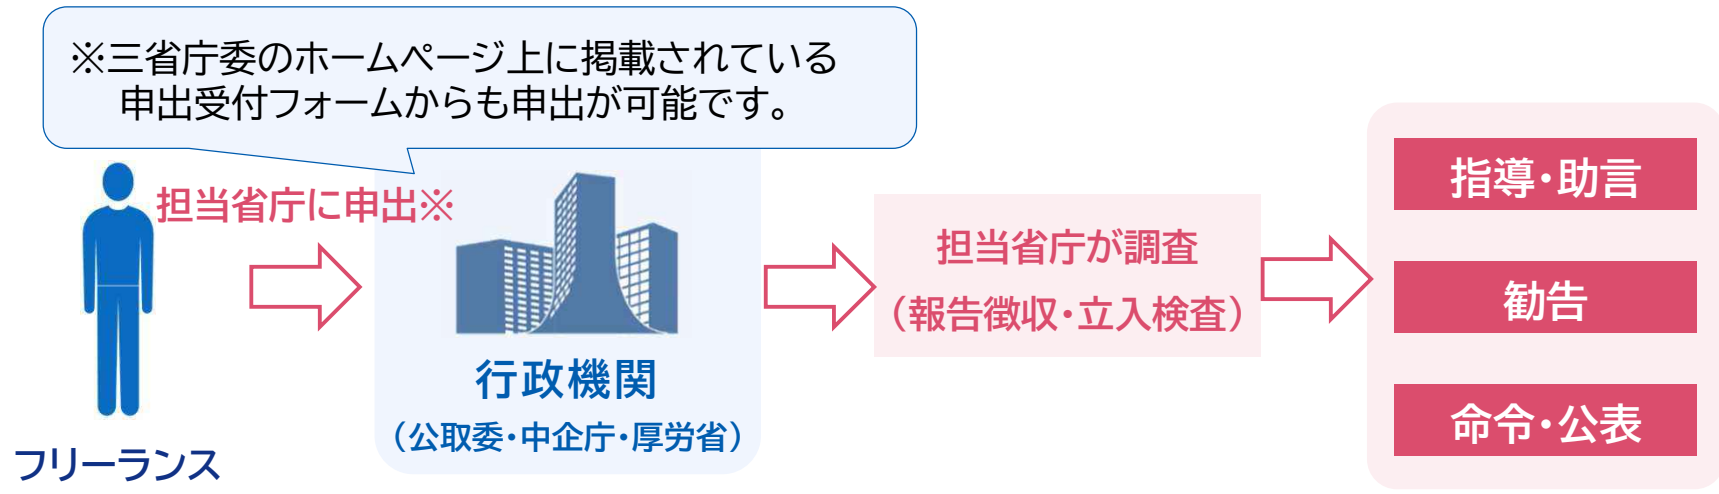 ※三省庁委のホームページ上に掲載されている
申出受付フォームからも申出が可能です。
担当省庁に申出※
フリーランス
行政機関
（公取委・中企庁・厚労省）
担当省庁が調査
（報告徴収・立入検査）
指導・助言
勧告
命令・公表